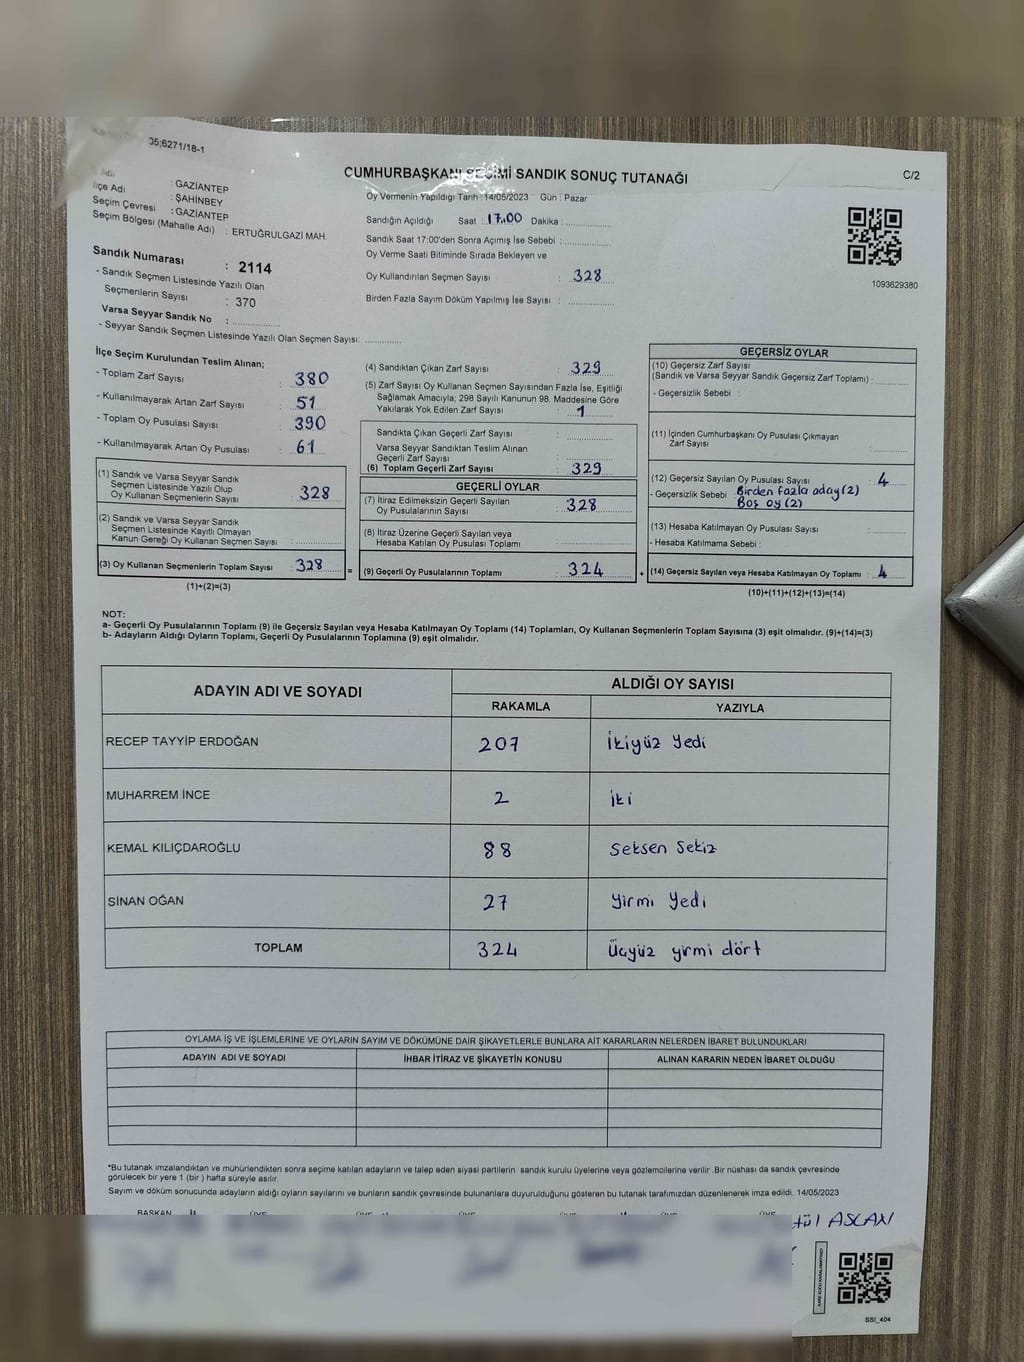 05;6271/18-1
CUMHURBAŞKANI SEÇİMİ SANDIK SONUÇ TUTANAĞI
C/2
Adı : GAZİANTEP
İlçe Adı : ŞAHİNBEY
Seçim Çevresi : GAZİANTEP
Seçim Bölgesi (Mahalle Adı) : ERTUĞRULGAZİ MAH.
Sandık Numarası : 2114
- Sandık Seçmen Listesinde Yazılı Olan
Seçmenlerin Sayısı : 370
Varsa Seyyar Sandık No :
- Seyyar Sandık Seçmen Listesinde Yazılı Olan Seçmen Sayısı:
Oy Vermenin Yapıldığı Tarih :14/05/2023 Gün : Pazar
Sandığın Açıldığı Saat : 17.00 Dakika :
Sandık Saat 17:00'den Sonra Açımış İse Sebebi :
Oy Verme Saati Bitiminde Sırada Bekleyen ve
Oy Kullandırılan Seçmen Sayısı : 328
Birden Fazla Sayım Döküm Yapılmış İse Sayısı :
1093629380
İlçe Seçim Kurulundan Teslim Alınan;
- Toplam Zarf Sayısı : 380
- Kullanılmayarak Artan Zarf Sayısı : 51
- Toplam Oy Pusulası Sayısı : 390
- Kullanılmayarak Artan Oy Pusulası : 61
(1) Sandık ve Varsa Seyyar Sandık
Seçmen Listesinde Yazılı Olup
Oy Kullanan Seçmenlerin Sayısı : 328
(2) Sandık ve Varsa Seyyar Sandık
Seçmen Listesinde Kayıtlı Olmayan
Kanun Gereği Oy Kullanan Seçmen Sayısı :
(3) Oy Kullanan Seçmenlerin Toplam Sayısı : 328 =
(1)+(2)=(3)
(4) Sandıktan Çıkan Zarf Sayısı : 329
(5) Zarf Sayısı Oy Kullanan Seçmen Sayısından Fazla İse, Eşitliği
Sağlamak Amacıyla; 298 Sayılı Kanunun 98. Maddesine Göre
Yakılarak Yok Edilen Zarf Sayısı : 1
Sandıkta Çıkan Geçerli Zarf Sayısı :
Varsa Seyyar Sandıktan Teslim Alınan
Geçerli Zarf Sayısı :
(6) Toplam Geçerli Zarf Sayısı : 329
GEÇERLİ OYLAR
(7) İtiraz Edilmeksizin Geçerli Sayılan
Oy Pusulalarının Sayısı : 328
(8) İtiraz Üzerine Geçerli Sayılan veya
Hesaba Katılan Oy Pusulası Toplamı :
(9) Geçerli Oy Pusulalarının Toplamı : 324 +
GEÇERSİZ OYLAR
(10) Geçersiz Zarf Sayısı
(Sandık ve Varsa Seyyar Sandık Geçersiz Zarf Toplamı) :
- Geçersizlik Sebebi :
(11) İçinden Cumhurbaşkanı Oy Pusulası Çıkmayan
Zarf Sayısı :
(12) Geçersiz Sayılan Oy Pusulası Sayısı : 4
- Geçersizlik Sebebi : Birden fazla aday(2)
Boş oy (2)
(13) Hesaba Katılmayan Oy Pusulası Sayısı :
- Hesaba Katılmama Sebebi :
(14) Geçersiz Sayılan veya Hesaba Katılmayan Oy Toplamı : 4
(10)+(11)+(12)+(13)=(14)
NOT:
a- Geçerli Oy Pusulalarının Toplamı (9) ile Geçersiz Sayılan veya Hesaba Katılmayan Oy Toplamı (14) Toplamları, Oy Kullanan Seçmenlerin Toplam Sayısına (3) eşit olmalıdır. (9)+(14)=(3)
b- Adayların Aldığı Oyların Toplamı, Geçerli Oy Pusulalarının Toplamına (9) eşit olmalıdır.
ADAYIN ADI VE SOYADI ALDIĞI OY SAYISI
RAKAMLA YAZIYLA
RECEP TAYYİP ERDOĞAN 207 İkiyüz yedi
MUHARREM İNCE 2 iki
KEMAL KILIÇDAROĞLU 88 Seksen Sekiz
SİNAN OĞAN 27 Yirmi Yedi
TOPLAM 324 Üçyüz yirmi dört
OYLAMA İŞ VE İŞLEMLERİNE VE OYLARIN SAYIM VE DÖKÜMÜNE DAİR ŞİKAYETLERLE BUNLARA AİT KARARLARIN NELERDEN İBARET BULUNDUKLARI
ADAYIN ADI VE SOYADI İHBAR İTİRAZ VE ŞİKAYETİN KONUSU ALINAN KARARIN NEDEN İBARET OLDUĞU
*Bu tutanak imzalandıktan ve mühürlendikten sonra seçime katılan adayların ve talep eden siyasi partilerin sandık kurulu üyelerine veya gözlemcilerine verilir .Bir nüshası da sandık çevresinde
görülecek bir yere 1 (bir ) hafta süreyle asılır.
Sayım ve döküm sonucunda adayların aldığı oyların sayılarını ve bunların sandık çevresinde bulunanlara duyurulduğunu gösteren bu tutanak tarafımızdan düzenlenerek imza edildi. 14/05/2023
BAŞKAN ÜYE ÜYE ÜYE ÜYE ÜYE ÜYE
ASLAN
SSI_404